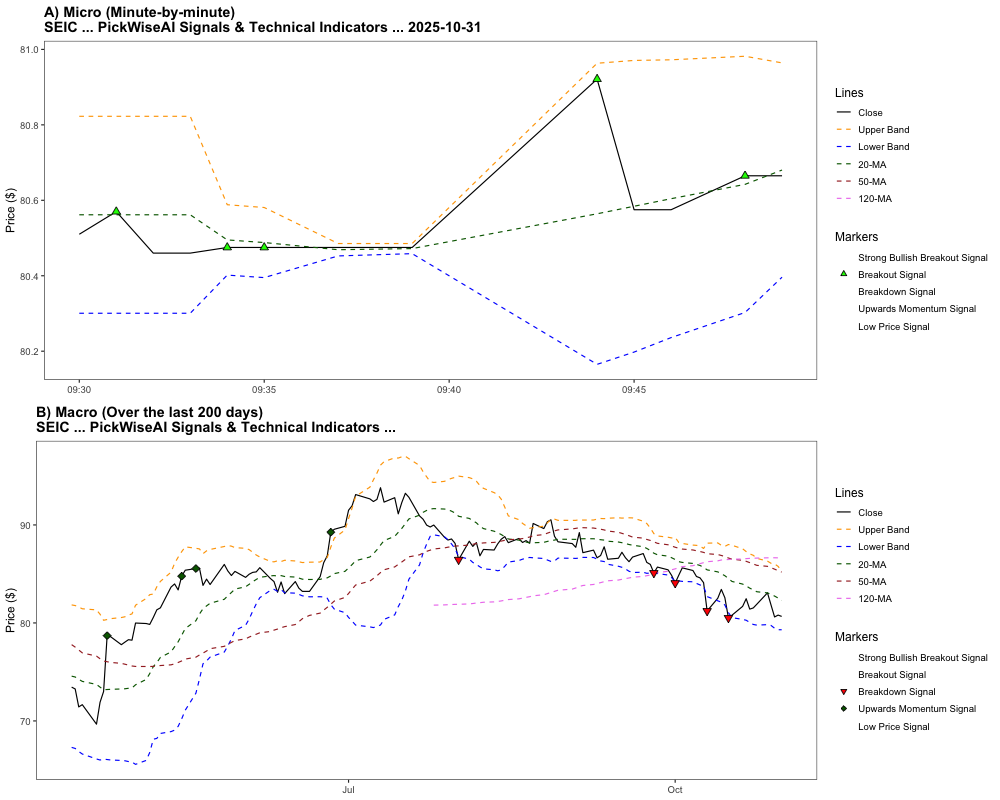 A) Micro (Minute-by-minute)
SEIC ... PickWiseAI Signals & Technical Indicators ... 2025-10-31
Price ($)
81.0
80.8
80.6
80.4
80.2
09:30
09:35
09:40
09:45
Lines
Close
Upper Band
Lower Band
20-MA
50-MA
120-MA
Markers
Strong Bullish Breakout Signal
Breakout Signal
Breakdown Signal
Upwards Momentum Signal
Low Price Signal
B) Macro (Over the last 200 days)
SEIC ... PickWiseAI Signals & Technical Indicators ...
Price ($)
90
80
70
Jul
Oct
Lines
Close
Upper Band
Lower Band
20-MA
50-MA
120-MA
Markers
Strong Bullish Breakout Signal
Breakout Signal
Breakdown Signal
Upwards Momentum Signal
Low Price Signal